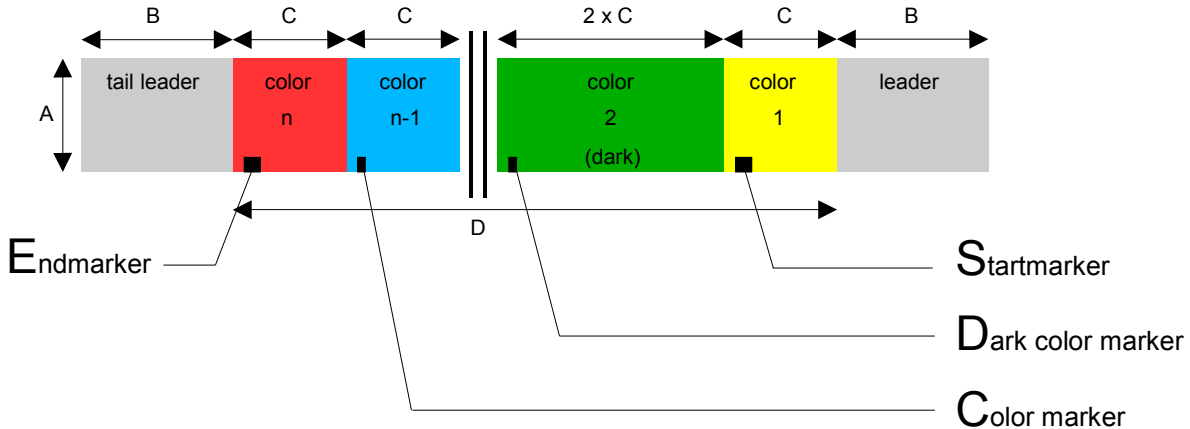 B C C 2 x C C B
tail leader color color color color leader
A n n-1 2 1
(dark)
D
Endmarker Startmarker
Dark color marker
Color marker